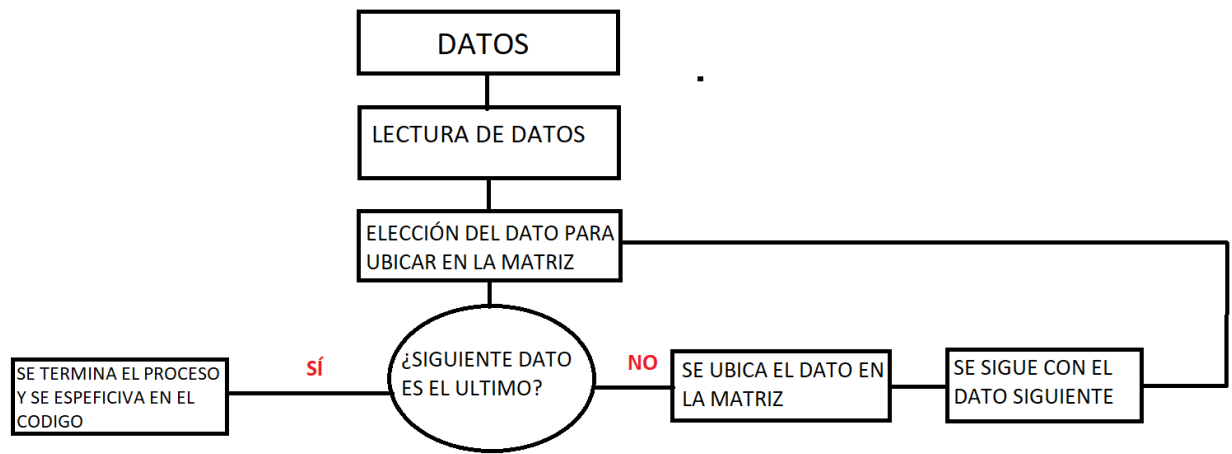 DATOS
LECTURA DE DATOS
ELECCIÓN DEL DATO PARA
UBICAR EN LA MATRIZ
¿SIGUIENTE DATO
ES EL ULTIMO?
SÍ
NO
SE TERMINA EL PROCESO
Y SE ESPEFICIVA EN EL
CODIGO
SE UBICA EL DATO EN
LA MATRIZ
SE SIGUE CON EL
DATO SIGUIENTE